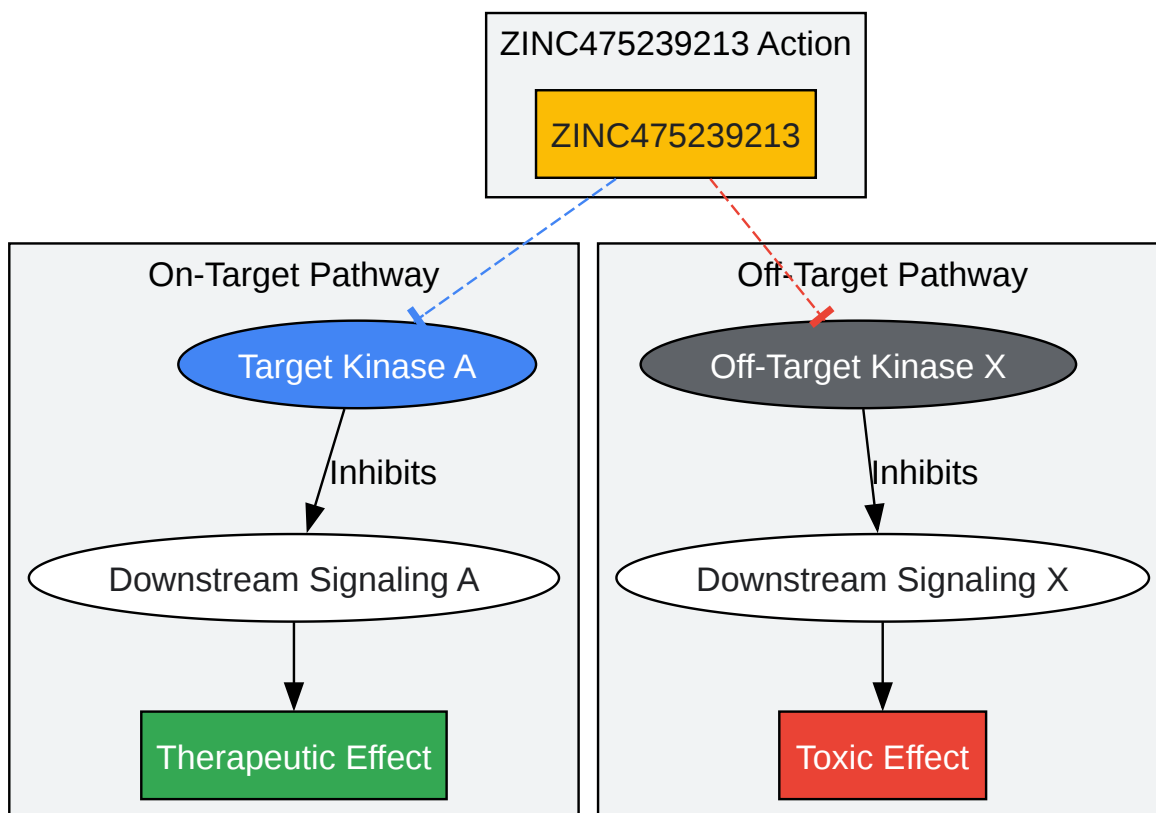 ZINC475239213 Action
ZINC475239213
On-Target Pathway
Target Kinase A
Inhibits
Downstream Signaling A
Therapeutic Effect
Off-Target Pathway
Off-Target Kinase X
Inhibits
Downstream Signaling X
Toxic Effect